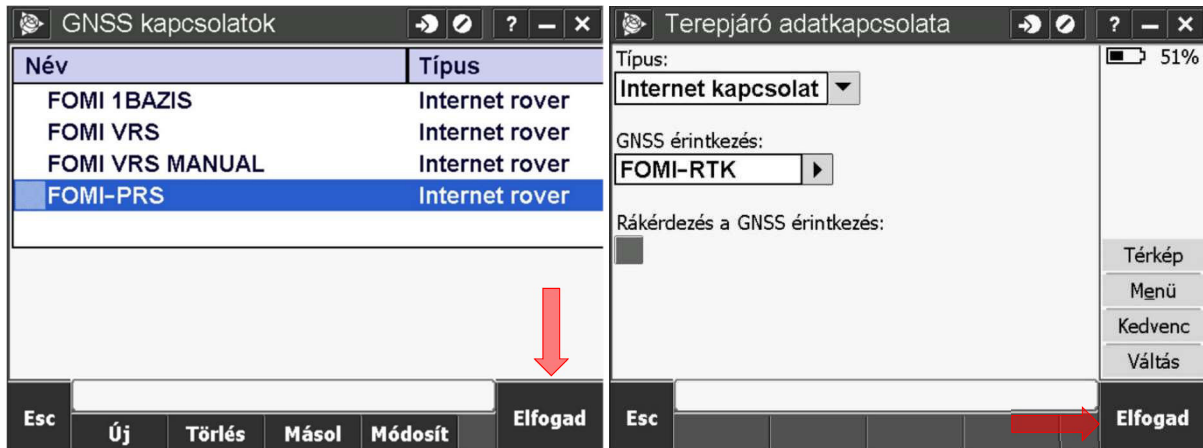 GNSS kapcsolatok ? – ×
Név Típus
FOMI 1BAZIS Internet rover
FOMI VRS Internet rover
FOMI VRS MANUAL Internet rover
FOMI-PRS Internet rover
Esc Új Törlés Másol Módosít Elfogad
Terepjáró adatkapcsolata ? – ×
51%
Típus:
Internet kapcsolat
GNSS érintkezés:
FOMI-RTK
Rákérdezés a GNSS érintkezés:
Térkép
Menü
Kedvenc
Váltás
Esc Elfogad